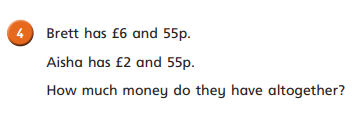 4 Brett has £6 and 55p.
Aisha has £2 and 55p.
How much money do they have altogether?